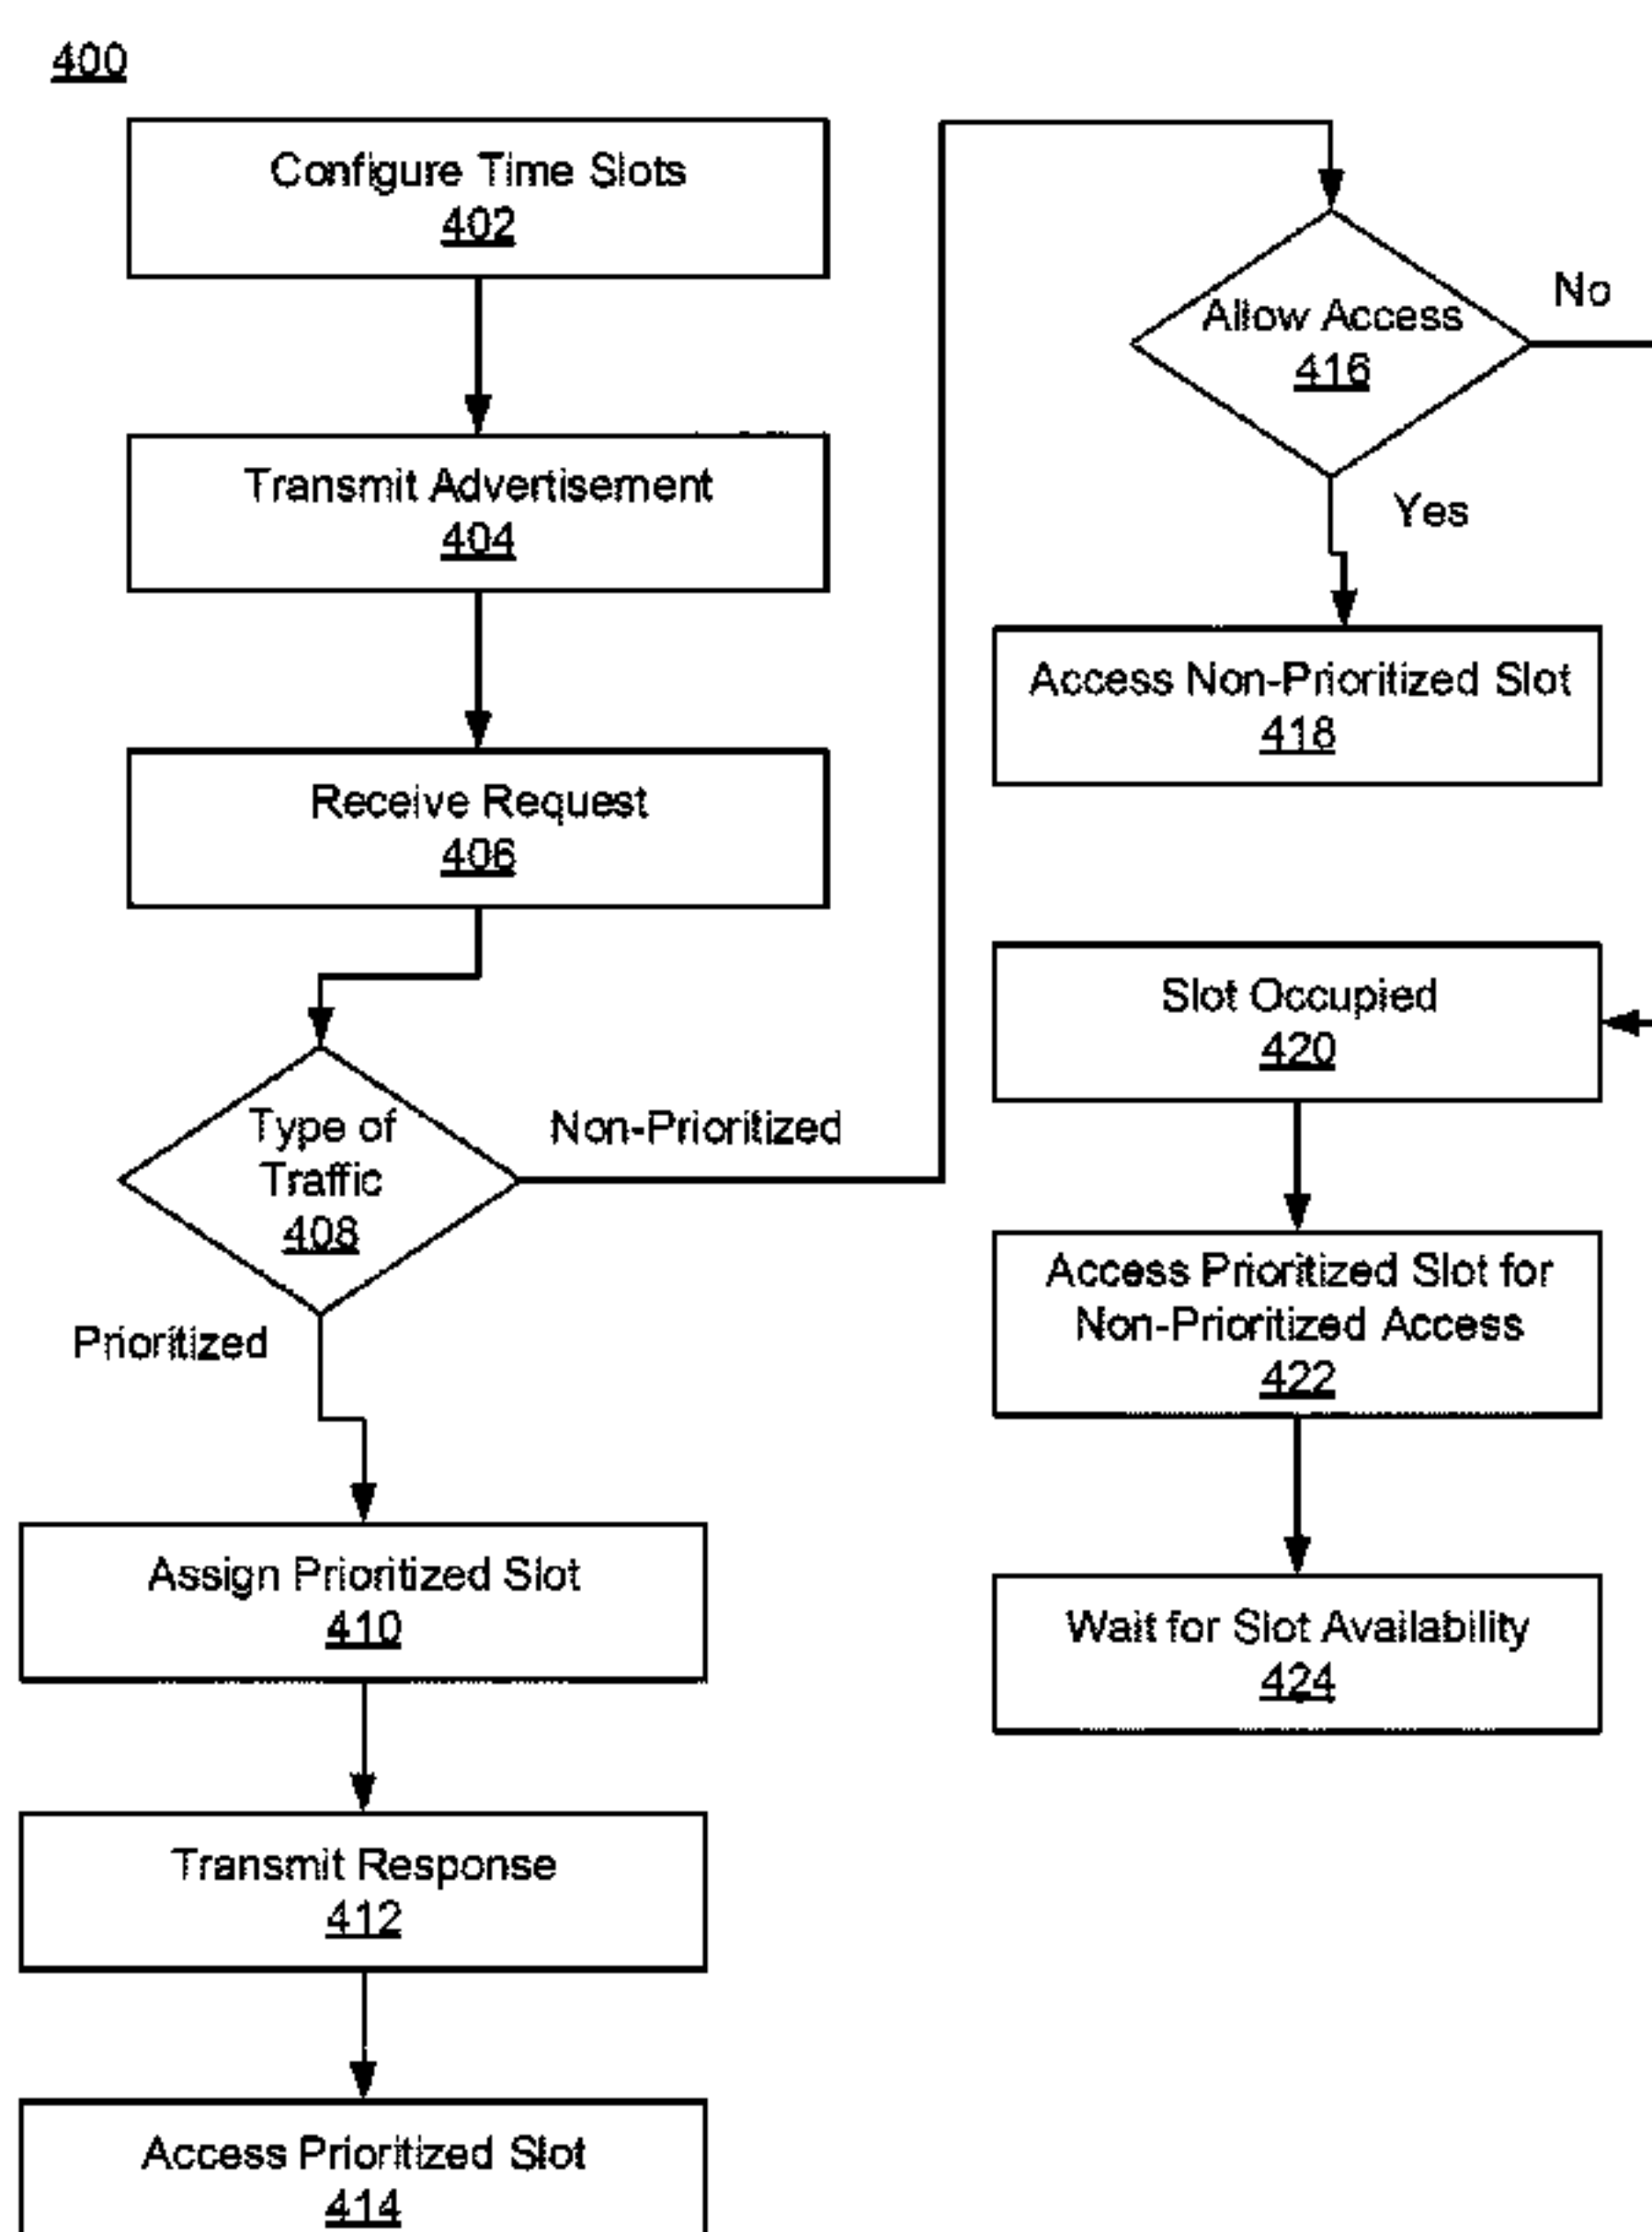 400
Configure Time Slots
402
Transmit Advertisement
404
Receive Request
406
Type of
Traffic
408
Non-Prioritized
Prioritized
Assign Prioritized Slot
410
Transmit Response
412
Access Prioritized Slot
414
Allow Access
416
No
Yes
Access Non-Prioritized Slot
418
Slot Occupied
420
Access Prioritized Slot for
Non-Prioritized Access
422
Wait for Slot Availability
424